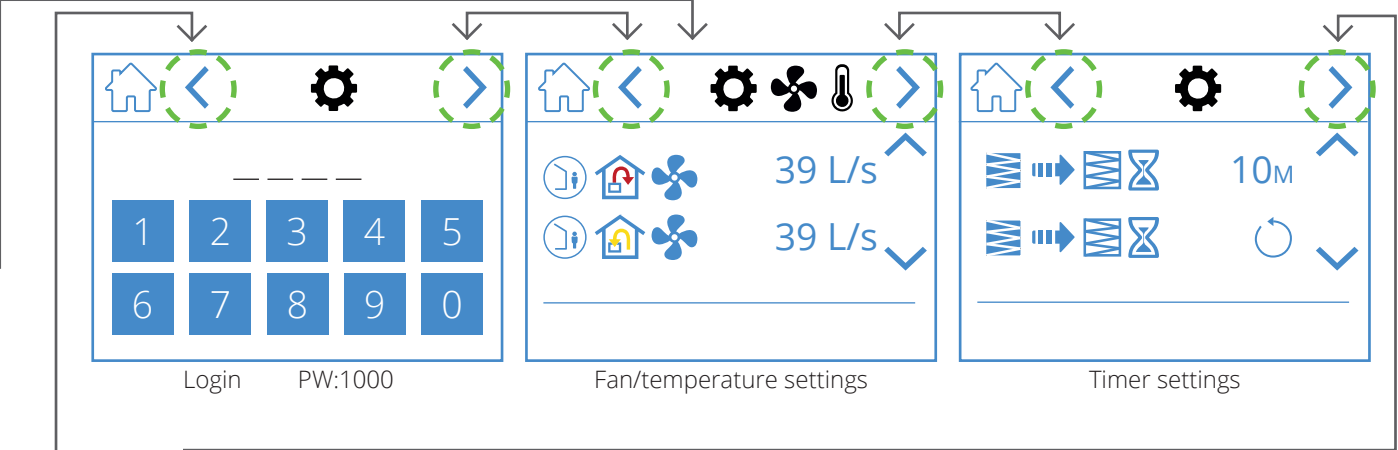 _ _ _ _
1 2 3 4 5
6 7 8 9 0
Login PW:1000
39 L/s
39 L/s
Fan/temperature settings
10M
Timer settings